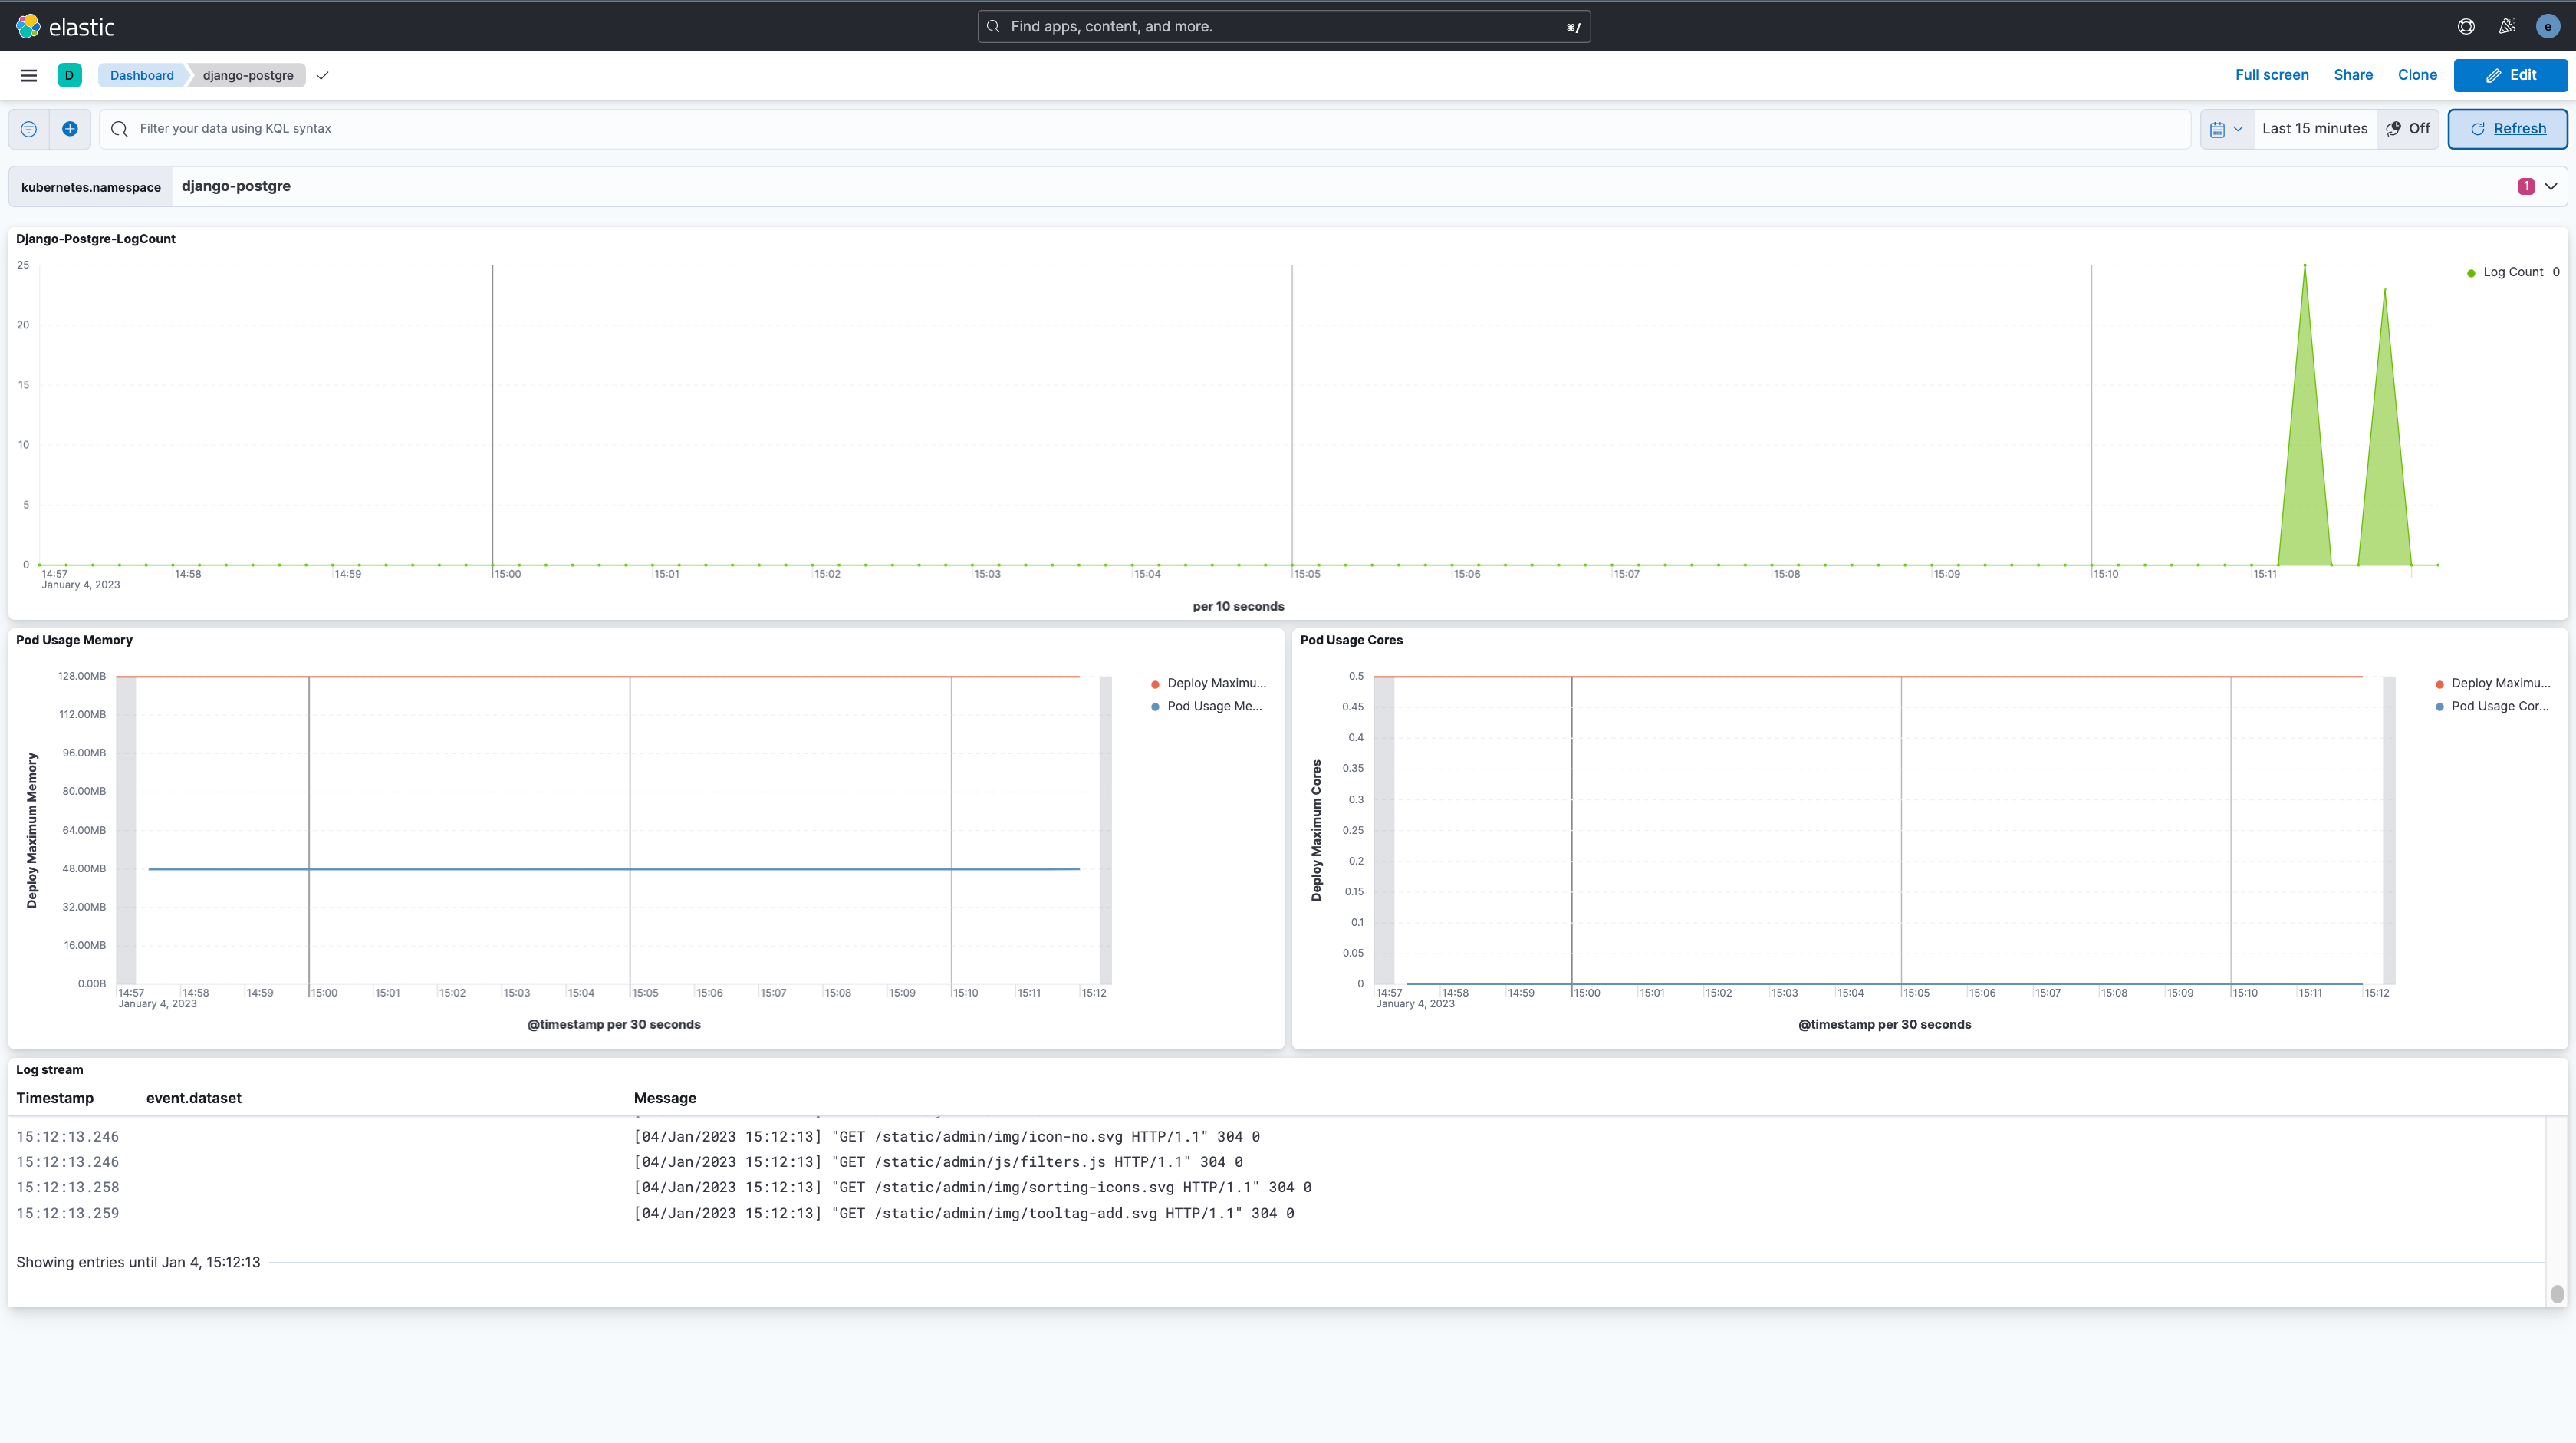 elastic
Find apps, content, and more.
⌘/
e
D
Dashboard
django-postgre
Full screen
Share
Clone
Edit
Filter your data using KQL syntax
Last 15 minutes
Off
Refresh
kubernetes.namespace
django-postgre
1
Django-Postgre-LogCount
25
20
15
10
5
0
Log Count 0
14:57 14:58 14:59 15:00 15:01 15:02 15:03 15:04 15:05 15:06 15:07 15:08 15:09 15:10 15:11
January 4, 2023
per 10 seconds
Pod Usage Memory
Deploy Maximum Memory
128.00MB
112.00MB
96.00MB
80.00MB
64.00MB
48.00MB
32.00MB
16.00MB
0.00B
Deploy Maximu...
Pod Usage Me...
14:57 14:58 14:59 15:00 15:01 15:02 15:03 15:04 15:05 15:06 15:07 15:08 15:09 15:10 15:11 15:12
January 4, 2023
@timestamp per 30 seconds
Pod Usage Cores
Deploy Maximum Cores
0.5
0.45
0.4
0.35
0.3
0.25
0.2
0.15
0.1
0.05
0
Deploy Maximu...
Pod Usage Cor...
14:57 14:58 14:59 15:00 15:01 15:02 15:03 15:04 15:05 15:06 15:07 15:08 15:09 15:10 15:11 15:12
January 4, 2023
@timestamp per 30 seconds
Log stream
Timestamp event.dataset Message
15:12:13.246 [04/Jan/2023 15:12:13] "GET /static/admin/img/icon-no.svg HTTP/1.1" 304 0
15:12:13.246 [04/Jan/2023 15:12:13] "GET /static/admin/js/filters.js HTTP/1.1" 304 0
15:12:13.258 [04/Jan/2023 15:12:13] "GET /static/admin/img/sorting-icons.svg HTTP/1.1" 304 0
15:12:13.259 [04/Jan/2023 15:12:13] "GET /static/admin/img/tooltag-add.svg HTTP/1.1" 304 0
Showing entries until Jan 4, 15:12:13